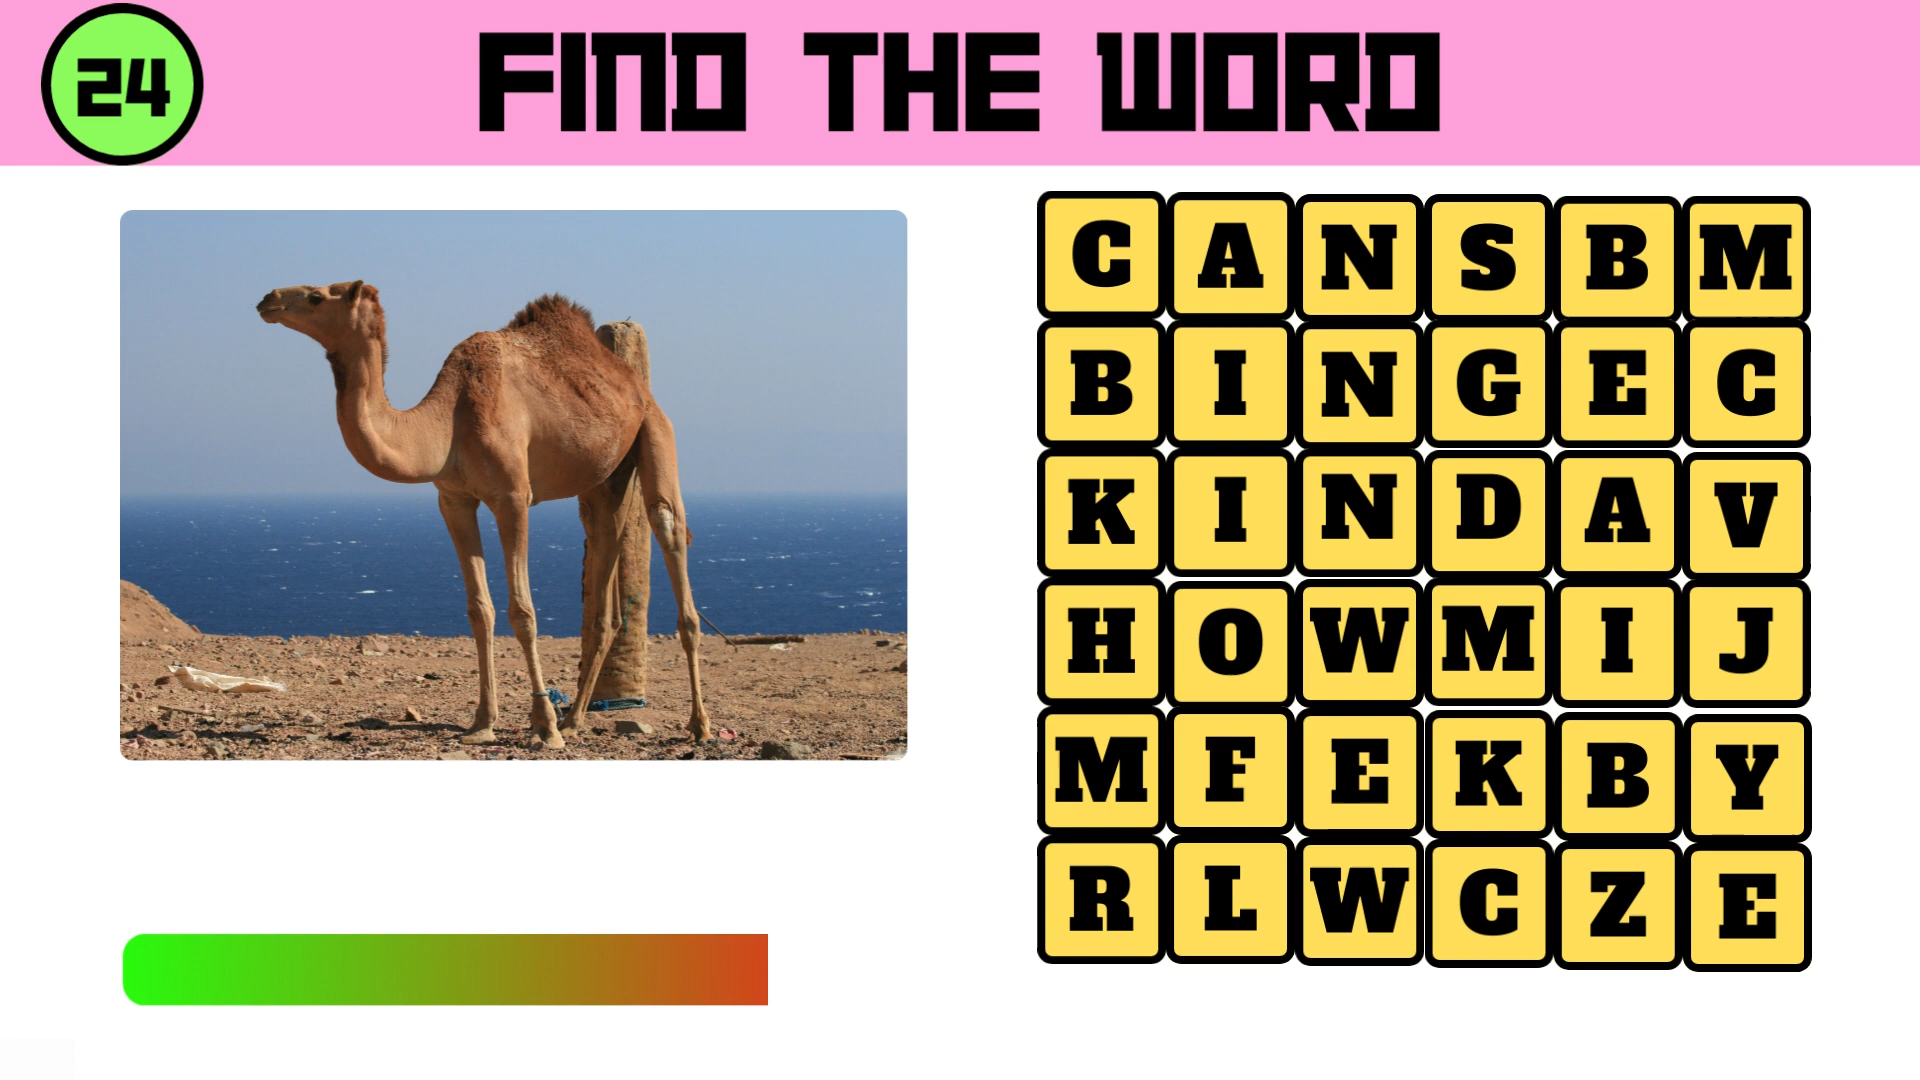 24
FIND THE WORD
C A N S B M
B I N G E C
K I N D A V
H O W M I J
M F E K B Y
R L W C Z E